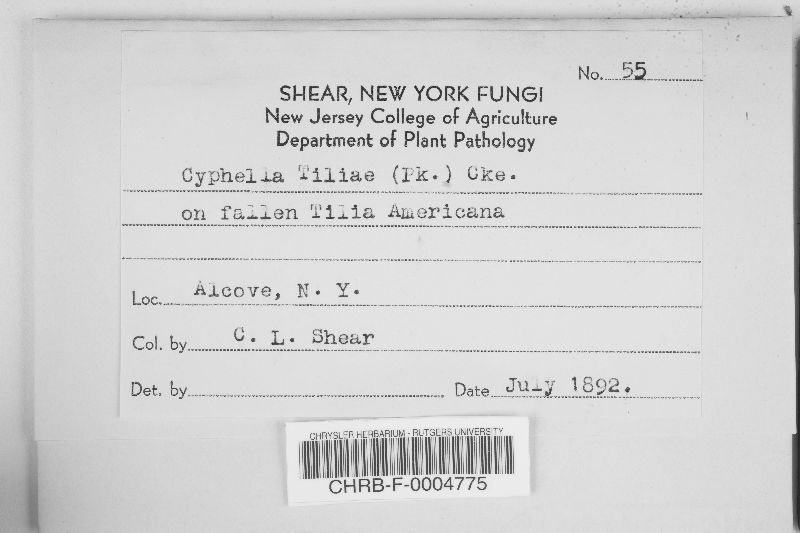 No. 55
SHEAR, NEW YORK FUNGI
New Jersey College of Agriculture
Department of Plant Pathology
Cyphella Tiliae (Pk.) Cke.
on fallen Tilia Americana
Loc. Alcove, N. Y.
Col. by C. L. Shear
Det. by Date July 1892.
CHRYSLER HERBARIUM - RUTGERS UNIVERSITY
CHRB-F-0004775